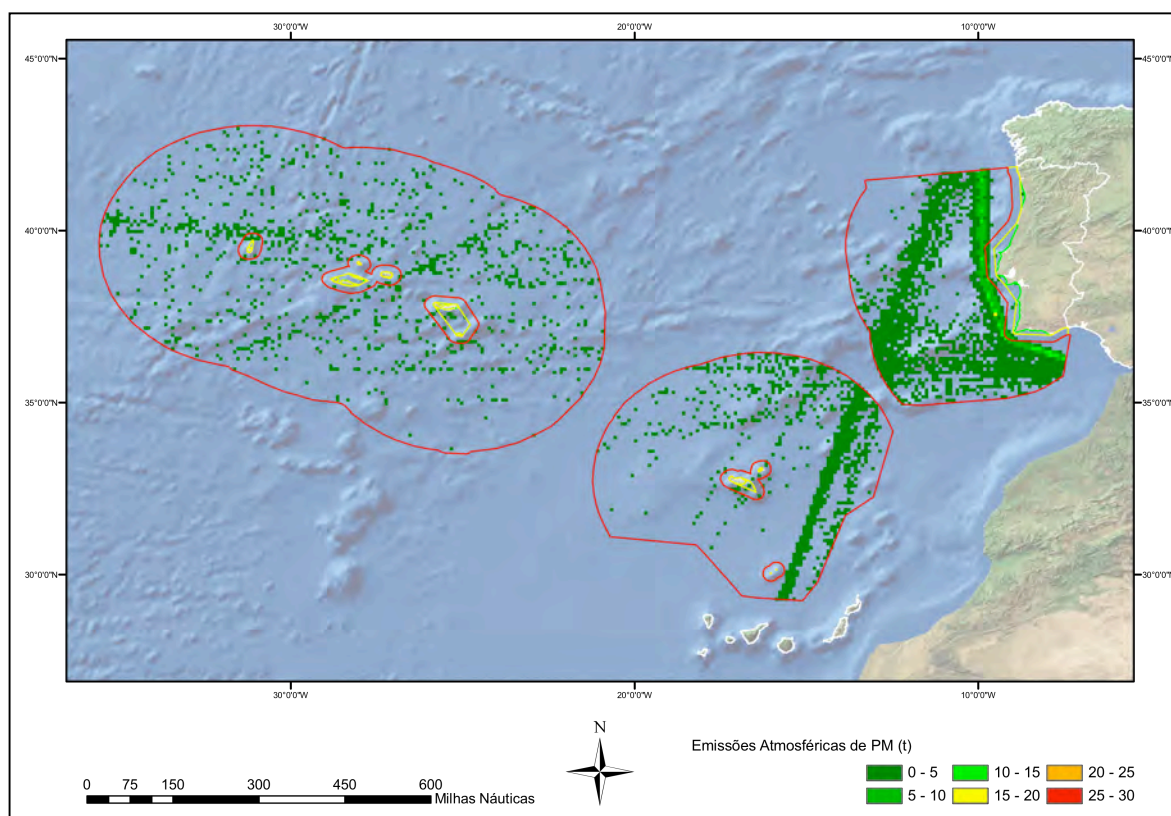 30°0'0"W 20°0'0"W 10°0'0"W
45°0'0"N 45°0'0"N
40°0'0"N 40°0'0"N
35°0'0"N 35°0'0"N
30°0'0"N 30°0'0"N
30°0'0"W 20°0'0"W 10°0'0"W
N
Emissões Atmosféricas de PM (t)
0 - 5 10 - 15 20 - 25
5 - 10 15 - 20 25 - 30
0 75 150 300 450 600
Milhas Náuticas